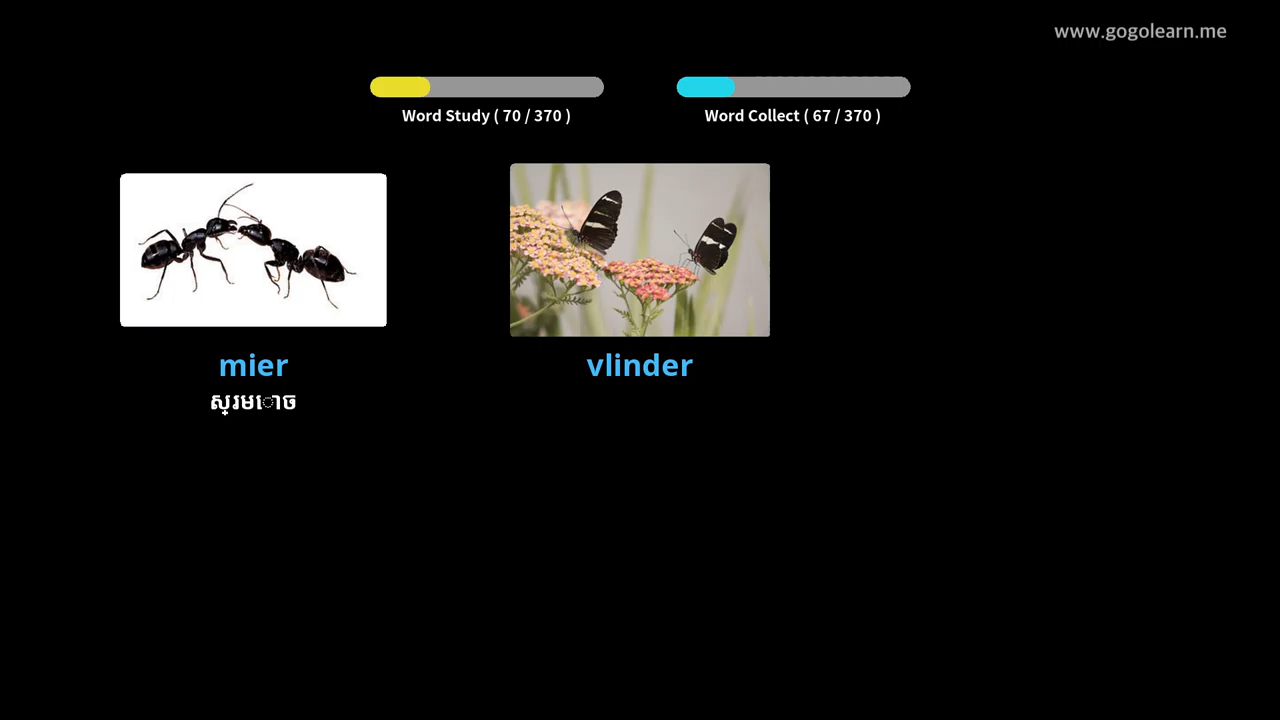 www.gogolearn.me
Word Study ( 70 / 370 )
Word Collect ( 67 / 370 )
mier
vlinder
ស្រមោច